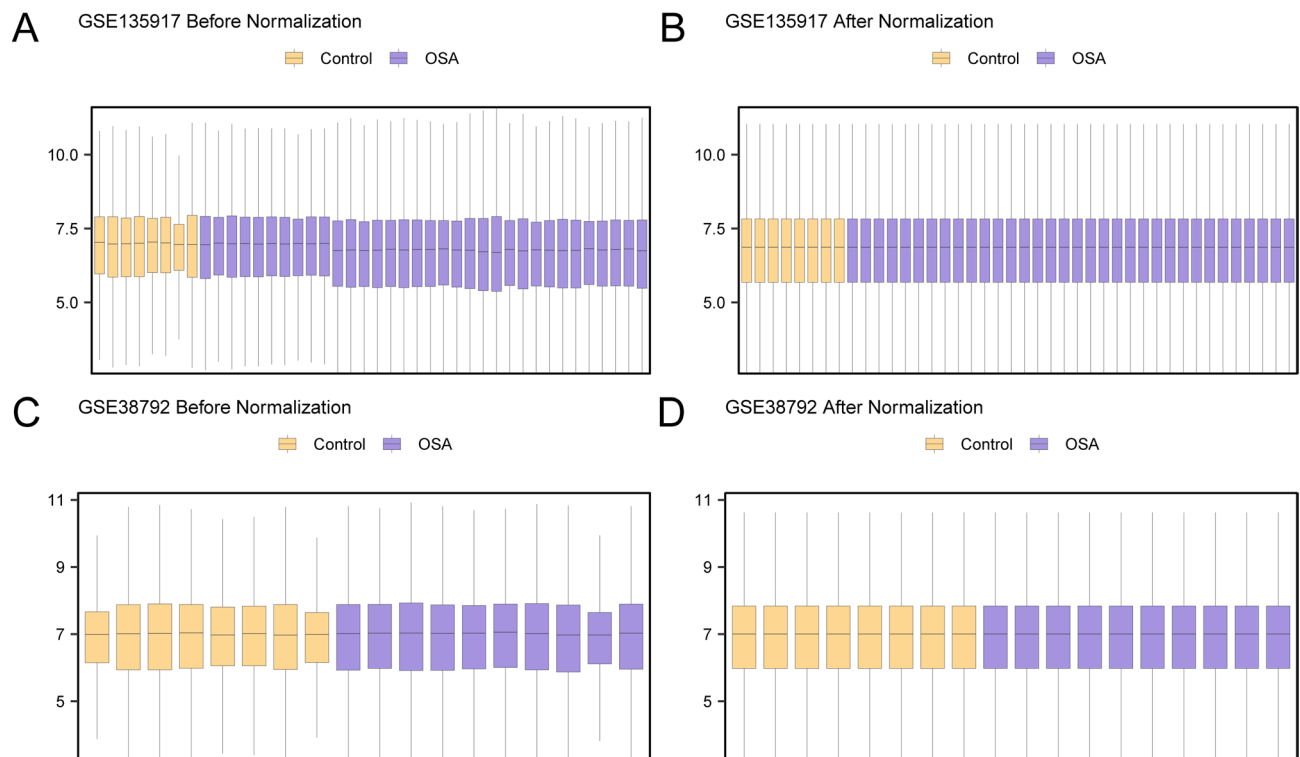 A
GSE135917 Before Normalization
Control
OSA
10.0
7.5
5.0
B
GSE135917 After Normalization
Control
OSA
10.0
7.5
5.0
C
GSE38792 Before Normalization
Control
OSA
11
9
7
5
D
GSE38792 After Normalization
Control
OSA
11
9
7
5